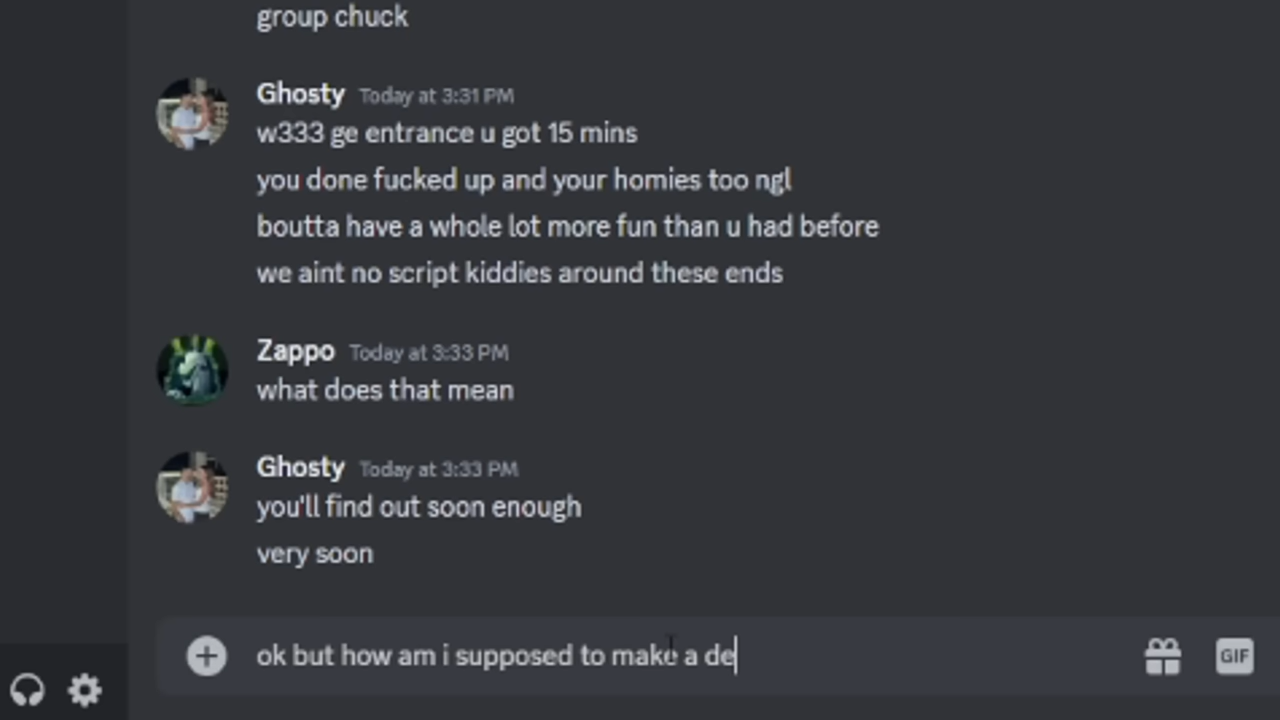 group chuck
Ghosty Today at 3:31 PM
w333 ge entrance u got 15 mins
you done fucked up and your homies too ngl
boutta have a whole lot more fun than u had before
we aint no script kiddies around these ends
Zappo Today at 3:33 PM
what does that mean
Ghosty Today at 3:33 PM
you'll find out soon enough
very soon
ok but how am i supposed to make a de
GIF